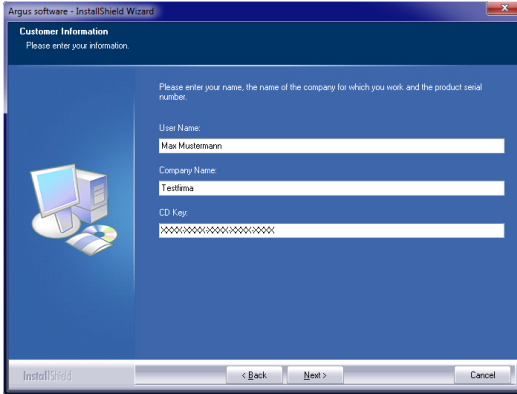 Argus software - InstallShield Wizard
Customer Information
Please enter your information.
Please enter your name, the name of the company for which you work and the product serial
number.
User Name:
Max Mustermann
Company Name:
Testfirma
CD Key:
XXXX-XXXX-XXXX-XXXX-XXXX
InstallShield
< Back
Next >
Cancel